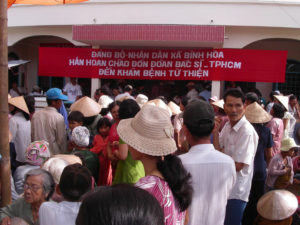 ĐẢNG BỘ-NHÂN DÂN XÃ BÌNH HÒA
HÂN HOAN CHÀO ĐÓN ĐOÀN BÁC SĨ - TPHCM
ĐẾN KHÁM BỆNH TỪ THIỆN